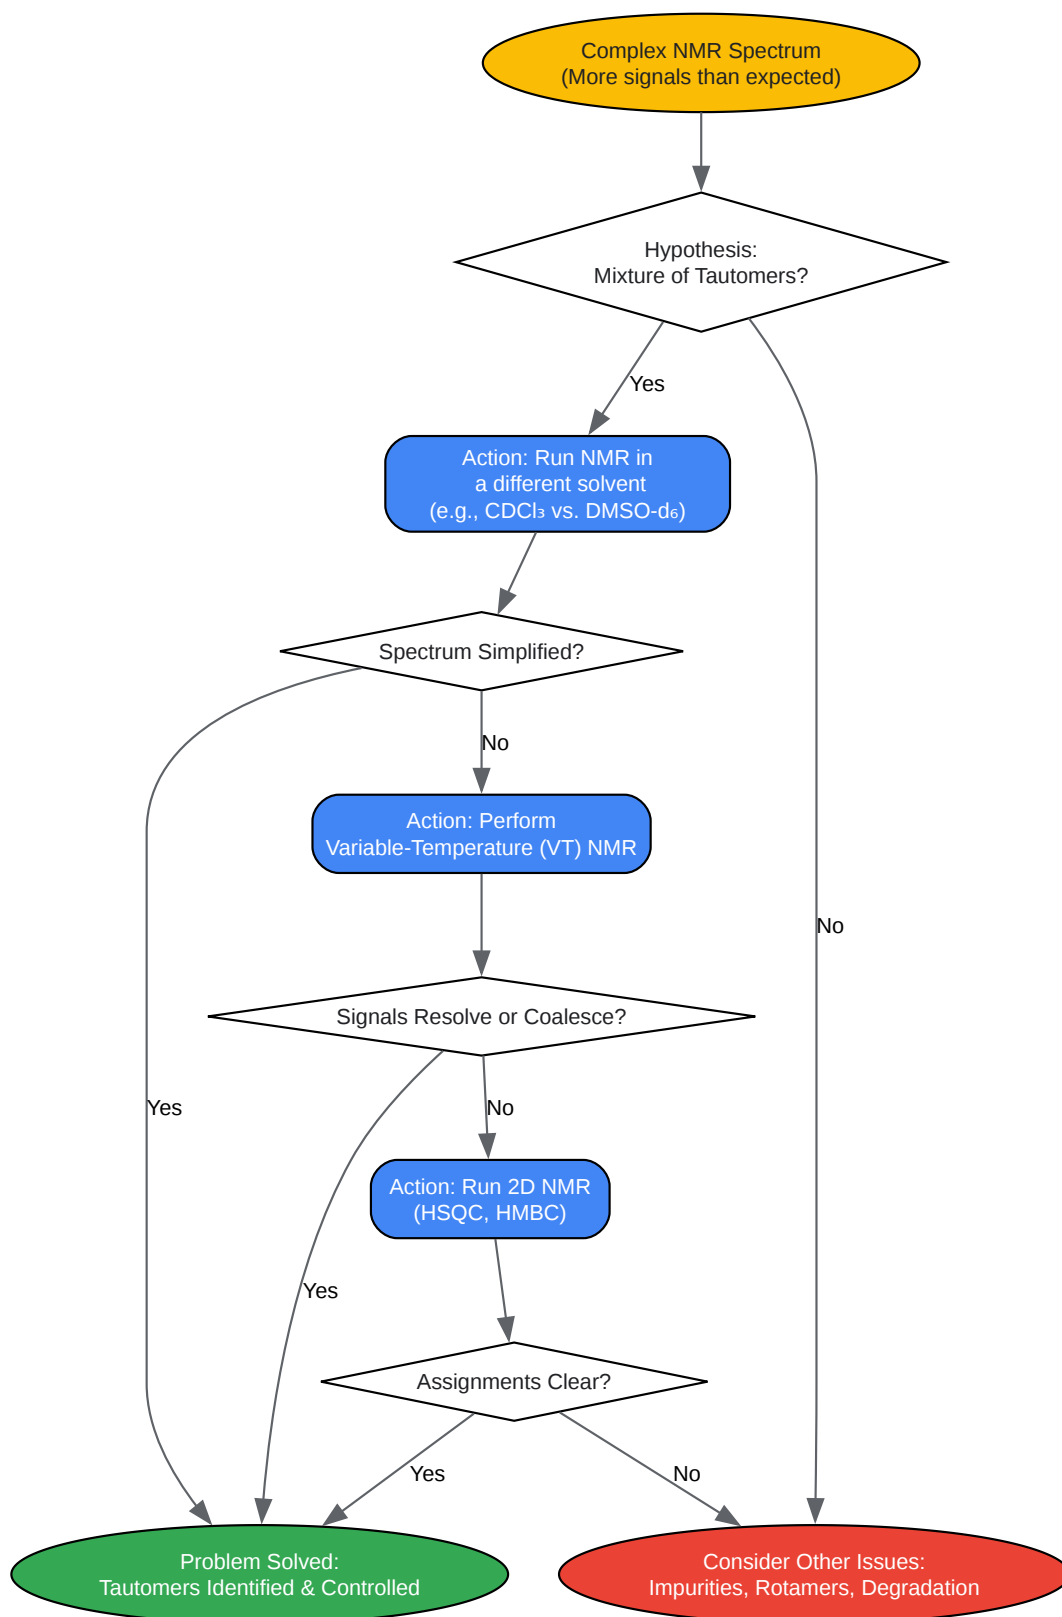 Complex NMR Spectrum
(More signals than expected)
Hypothesis:
Mixture of Tautomers?
Yes
Action: Run NMR in
a different solvent
(e.g., CDCl₃ vs. DMSO-d₆)
Spectrum Simplified?
No
Action: Perform
Variable-Temperature (VT) NMR
No
Signals Resolve or Coalesce?
Yes
No
Action: Run 2D NMR
(HSQC, HMBC)
Yes
Assignments Clear?
Yes
No
Problem Solved:
Tautomers Identified & Controlled
Consider Other Issues:
Impurities, Rotamers, Degradation